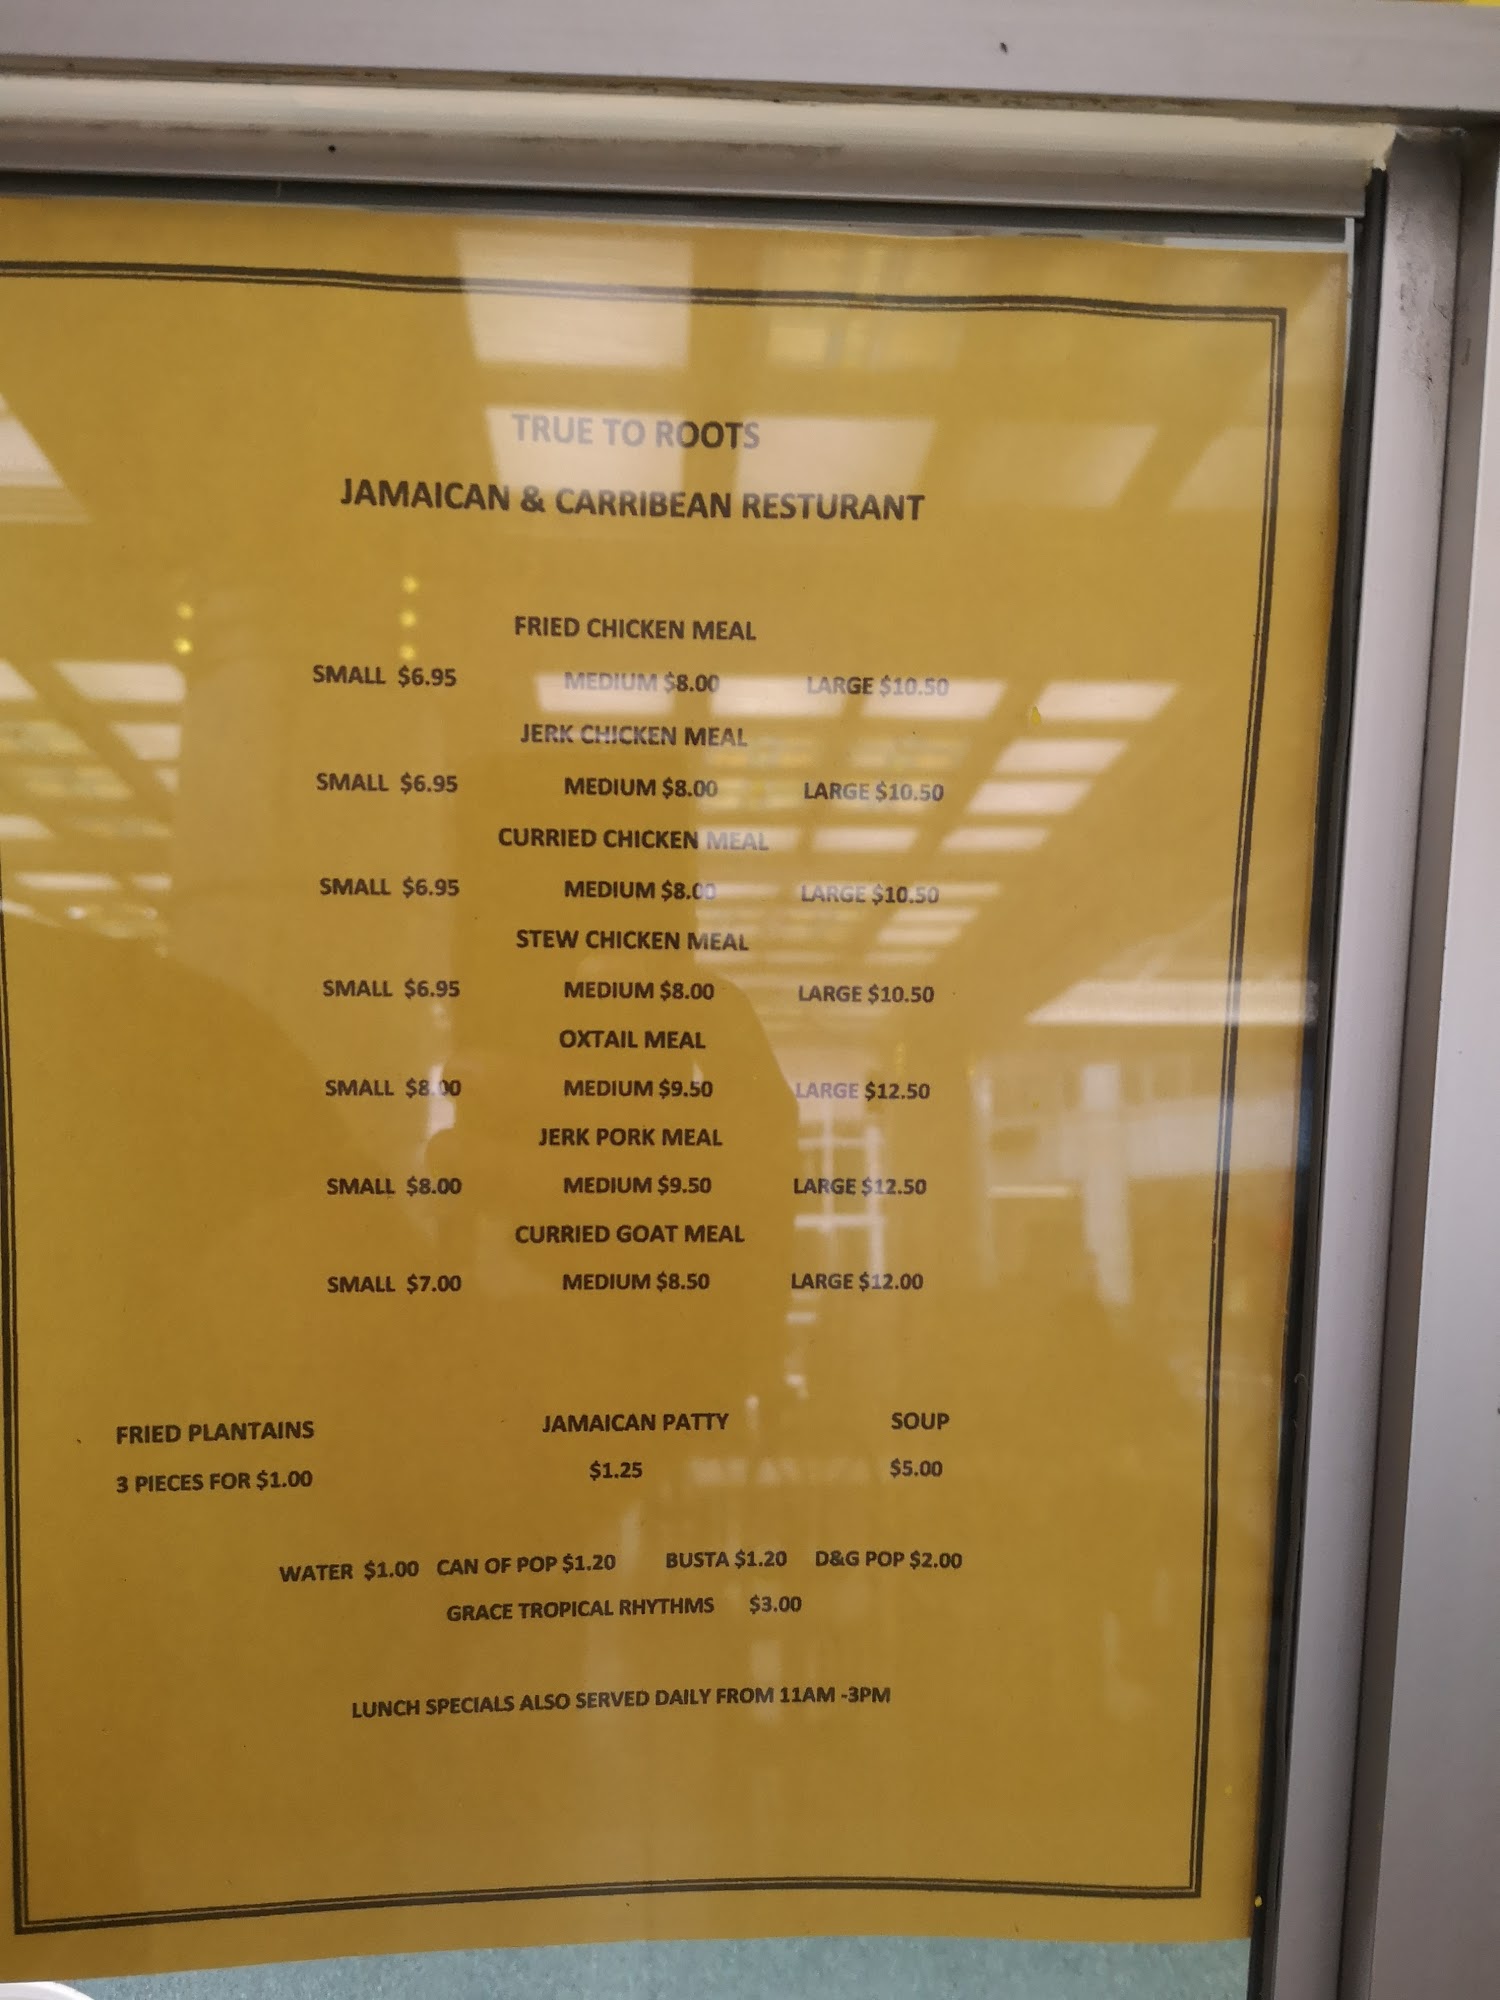 TRUE TO ROOTS
JAMAICAN & CARRIBEAN RESTURANT
FRIED CHICKEN MEAL
SMALL $6.95 MEDIUM $8.00 LARGE $10.50
JERK CHICKEN MEAL
SMALL $6.95 MEDIUM $8.00 LARGE $10.50
CURRIED CHICKEN MEAL
SMALL $6.95 MEDIUM $8.00 LARGE $10.50
STEW CHICKEN MEAL
SMALL $6.95 MEDIUM $8.00 LARGE $10.50
OXTAIL MEAL
SMALL $8.00 MEDIUM $9.50 LARGE $12.50
JERK PORK MEAL
SMALL $8.00 MEDIUM $9.50 LARGE $12.50
CURRIED GOAT MEAL
SMALL $7.00 MEDIUM $8.50 LARGE $12.00
FRIED PLANTAINS JAMAICAN PATTY SOUP
3 PIECES FOR $1.00 $1.25 $5.00
WATER $1.00 CAN OF POP $1.20 BUSTA $1.20 D&G POP $2.00
GRACE TROPICAL RHYTHMS $3.00
LUNCH SPECIALS ALSO SERVED DAILY FROM 11AM -3PM